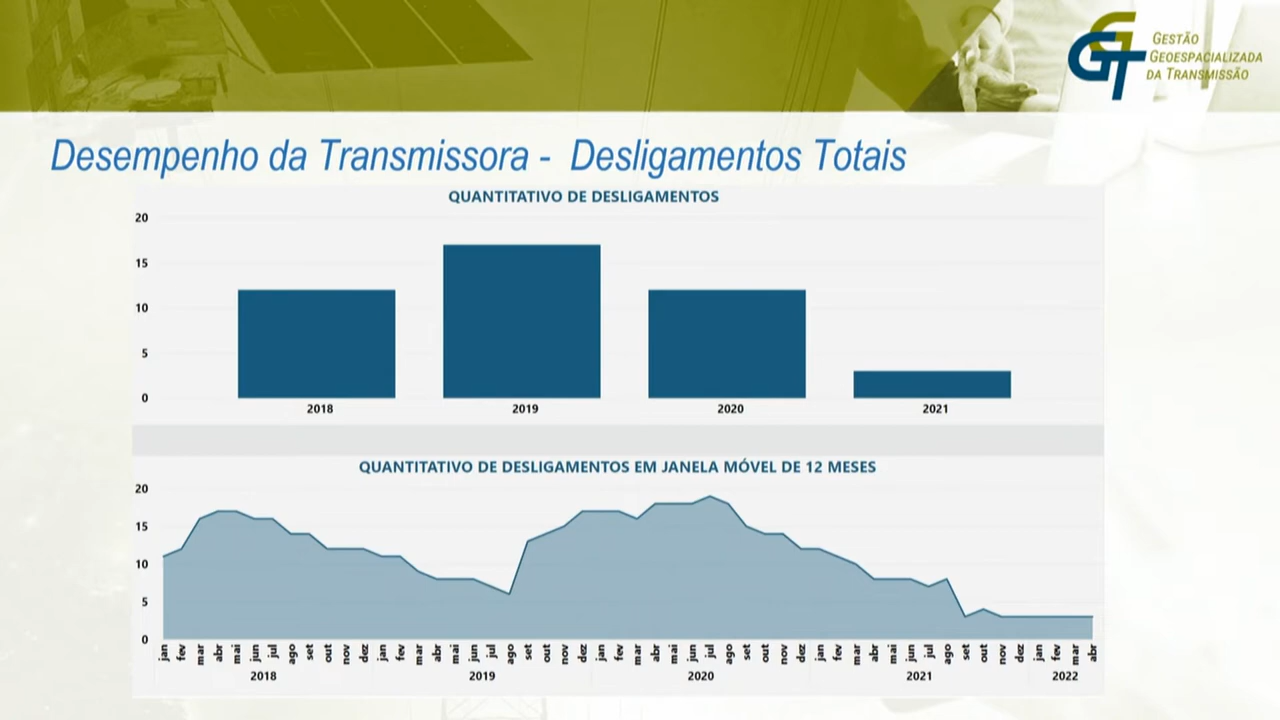 GESTÃO
GEOESPACIALIZADA
DA TRANSMISSÃO
GT
Desempenho da Transmissora - Desligamentos Totais
QUANTITATIVO DE DESLIGAMENTOS
20
15
10
5
0
2018 2019 2020 2021
QUANTITATIVO DE DESLIGAMENTOS EM JANELA MÓVEL DE 12 MESES
20
15
10
5
0
jan fev mar abr mai jun jul ago set out nov dez jan fev mar abr mai jun jul ago set out nov dez jan fev mar abr mai jun jul ago set out nov dez jan fev mar abr mai jun jul ago set out nov dez jan fev mar abr
2018 2019 2020 2021 2022